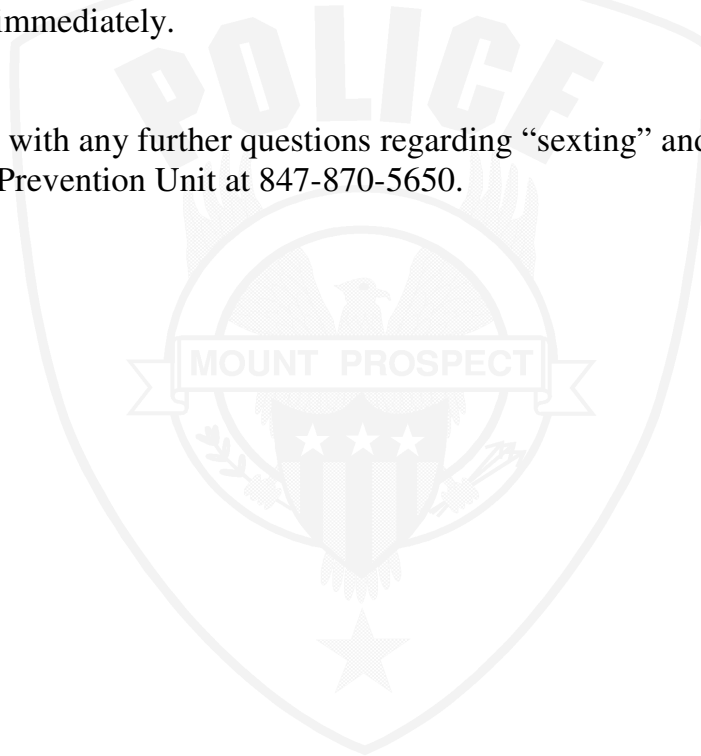 immediately.
with any further questions regarding “sexting” and
Prevention Unit at 847-870-5650.
POLICE
MOUNT PROSPECT